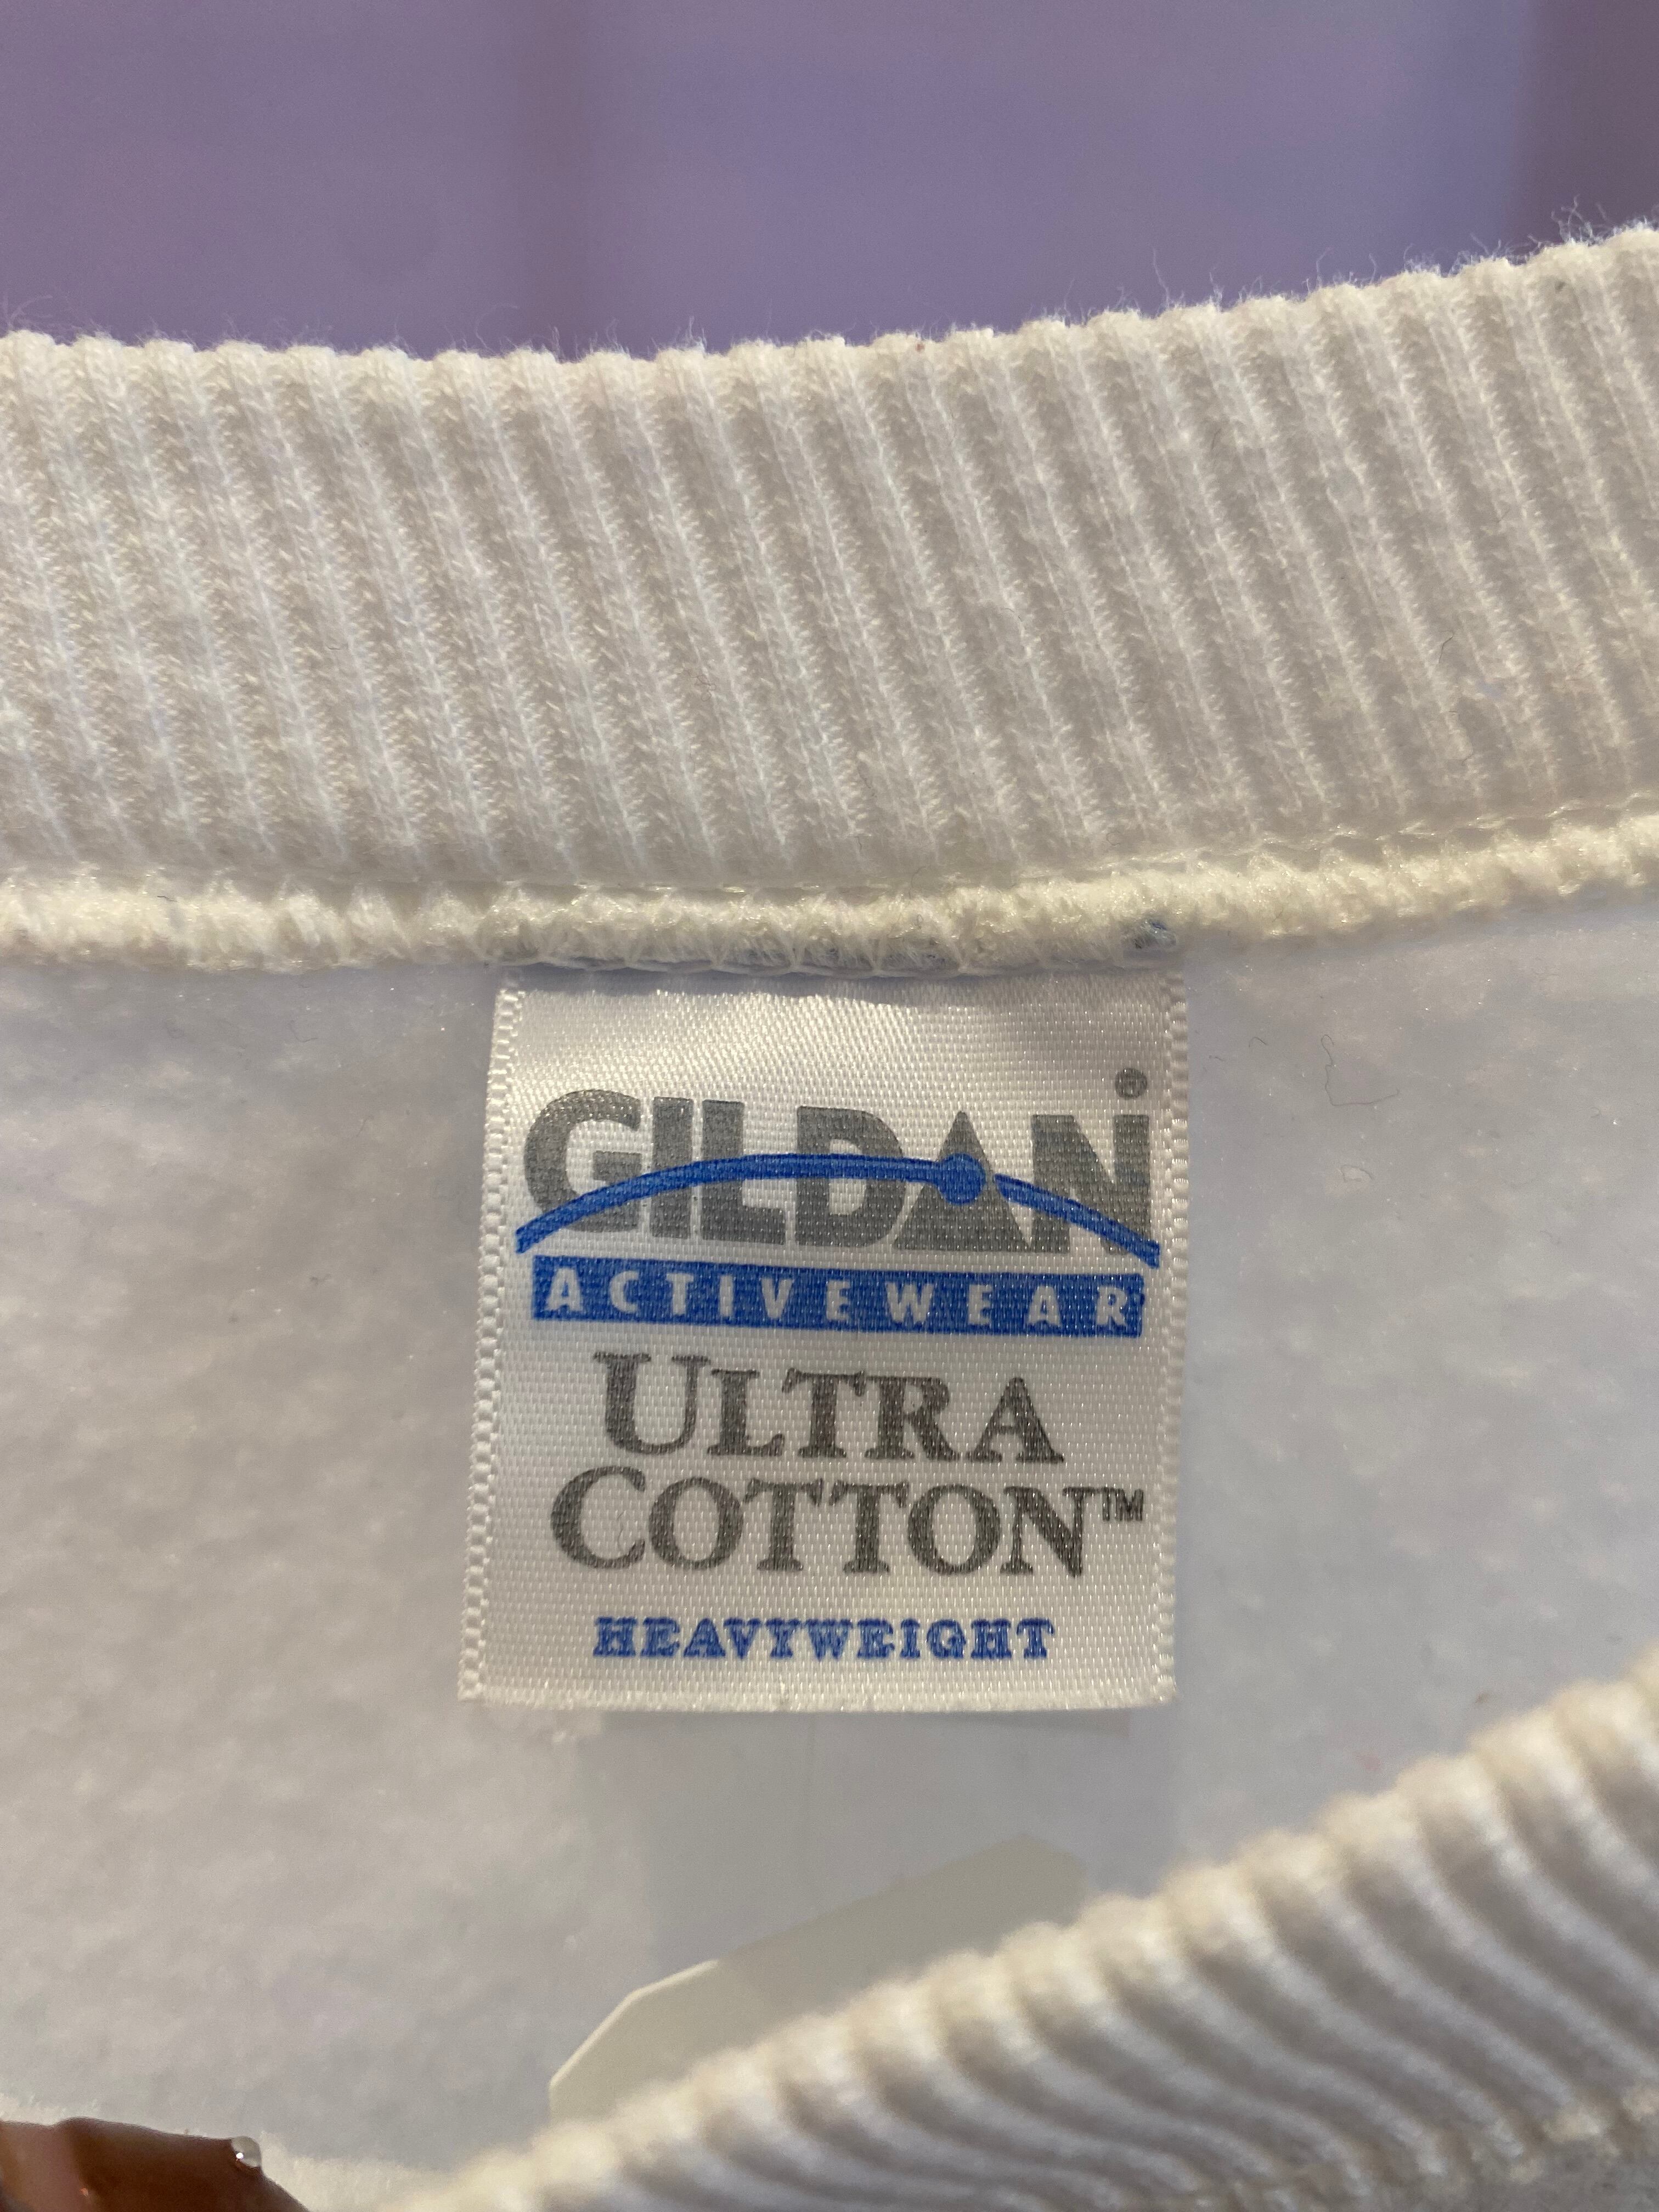 GILDAN®
ACTIVEWEAR
ULTRA
COTTON™
HEAVYWEIGHT